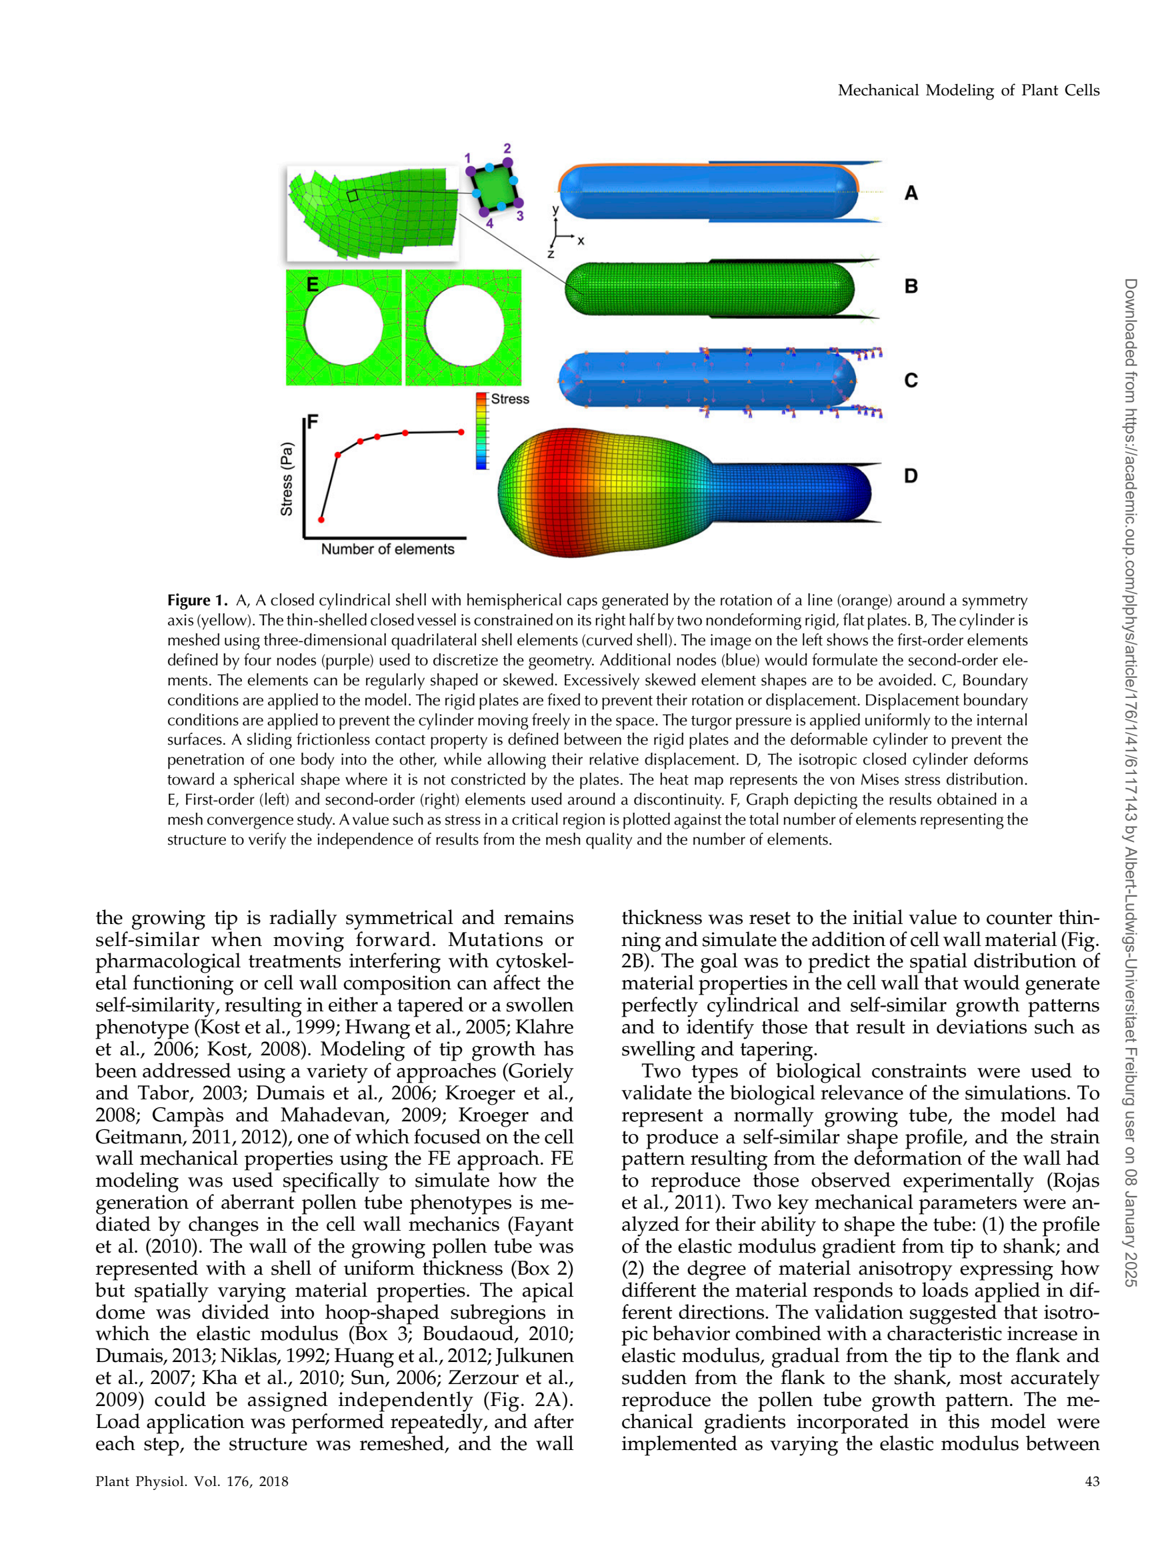 Mechanical Modeling of Plant Cells
1
2
3
4
y
x
z
A
B
E
C
Stress
F
D
Stress (Pa)
Number of elements
Figure 1. A, A closed cylindrical shell with hemispherical caps generated by the rotation of a line (orange) around a symmetry
axis (yellow). The thin-shelled closed vessel is constrained on its right half by two nondeforming rigid, flat plates. B, The cylinder is
meshed using three-dimensional quadrilateral shell elements (curved shell). The image on the left shows the first-order elements
defined by four nodes (purple) used to discretize the geometry. Additional nodes (blue) would formulate the second-order ele-
ments. The elements can be regularly shaped or skewed. Excessively skewed element shapes are to be avoided. C, Boundary
conditions are applied to the model. The rigid plates are fixed to prevent their rotation or displacement. Displacement boundary
conditions are applied to prevent the cylinder moving freely in the space. The turgor pressure is applied uniformly to the internal
surfaces. A sliding frictionless contact property is defined between the rigid plates and the deformable cylinder to prevent the
penetration of one body into the other, while allowing their relative displacement. D, The isotropic closed cylinder deforms
toward a spherical shape where it is not constricted by the plates. The heat map represents the von Mises stress distribution.
E, First-order (left) and second-order (right) elements used around a discontinuity. F, Graph depicting the results obtained in a
mesh convergence study. A value such as stress in a critical region is plotted against the total number of elements representing the
structure to verify the independence of results from the mesh quality and the number of elements.
the growing tip is radially symmetrical and remains
self-similar when moving forward. Mutations or
pharmacological treatments interfering with cytoskel-
etal functioning or cell wall composition can affect the
self-similarity, resulting in either a tapered or a swollen
phenotype (Kost et al., 1999; Hwang et al., 2005; Klahre
et al., 2006; Kost, 2008). Modeling of tip growth has
been addressed using a variety of approaches (Goriely
and Tabor, 2003; Dumais et al., 2006; Kroeger et al.,
2008; Campàs and Mahadevan, 2009; Kroeger and
Geitmann, 2011, 2012), one of which focused on the cell
wall mechanical properties using the FE approach. FE
modeling was used specifically to simulate how the
generation of aberrant pollen tube phenotypes is me-
diated by changes in the cell wall mechanics (Fayant
et al. (2010). The wall of the growing pollen tube was
represented with a shell of uniform thickness (Box 2)
but spatially varying material properties. The apical
dome was divided into hoop-shaped subregions in
which the elastic modulus (Box 3; Boudaoud, 2010;
Dumais, 2013; Niklas, 1992; Huang et al., 2012; Julkunen
et al., 2007; Kha et al., 2010; Sun, 2006; Zerzour et al.,
2009) could be assigned independently (Fig. 2A).
Load application was performed repeatedly, and after
each step, the structure was remeshed, and the wall
thickness was reset to the initial value to counter thin-
ning and simulate the addition of cell wall material (Fig.
2B). The goal was to predict the spatial distribution of
material properties in the cell wall that would generate
perfectly cylindrical and self-similar growth patterns
and to identify those that result in deviations such as
swelling and tapering.
Two types of biological constraints were used to
validate the biological relevance of the simulations. To
represent a normally growing tube, the model had
to produce a self-similar shape profile, and the strain
pattern resulting from the deformation of the wall had
to reproduce those observed experimentally (Rojas
et al., 2011). Two key mechanical parameters were an-
alyzed for their ability to shape the tube: (1) the profile
of the elastic modulus gradient from tip to shank; and
(2) the degree of material anisotropy expressing how
different the material responds to loads applied in dif-
ferent directions. The validation suggested that isotro-
pic behavior combined with a characteristic increase in
elastic modulus, gradual from the tip to the flank and
sudden from the flank to the shank, most accurately
reproduce the pollen tube growth pattern. The me-
chanical gradients incorporated in this model were
implemented as varying the elastic modulus between
Plant Physiol. Vol. 176, 2018
43
Downloaded from https://academic.oup.com/plphys/article/176/1/41/6117143 by Albert-Ludwigs-Universitaet Freiburg user on 08 January 2025